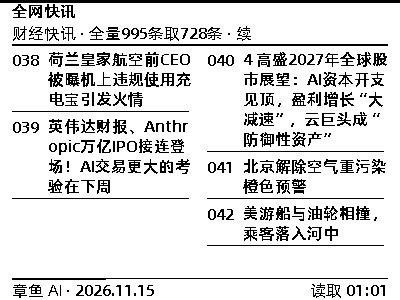 全网快讯
财经快讯 · 全量995条取728条 · 续
038 荷兰皇家航空前CEO
被曝机上违规使用充
电宝引发火情
039 英伟达财报、Anthr
opic万亿IPO接连登
场！AI交易更大的考
验在下周
040 4高盛2027年全球股
市展望：AI资本开支
见顶，盈利增长“大
减速”，云巨头成“
防御性资产”
041 北京解除空气重污染
橙色预警
042 美游船与油轮相撞，
乘客落入河中
章鱼 AI · 2026.11.15
读取 01:01